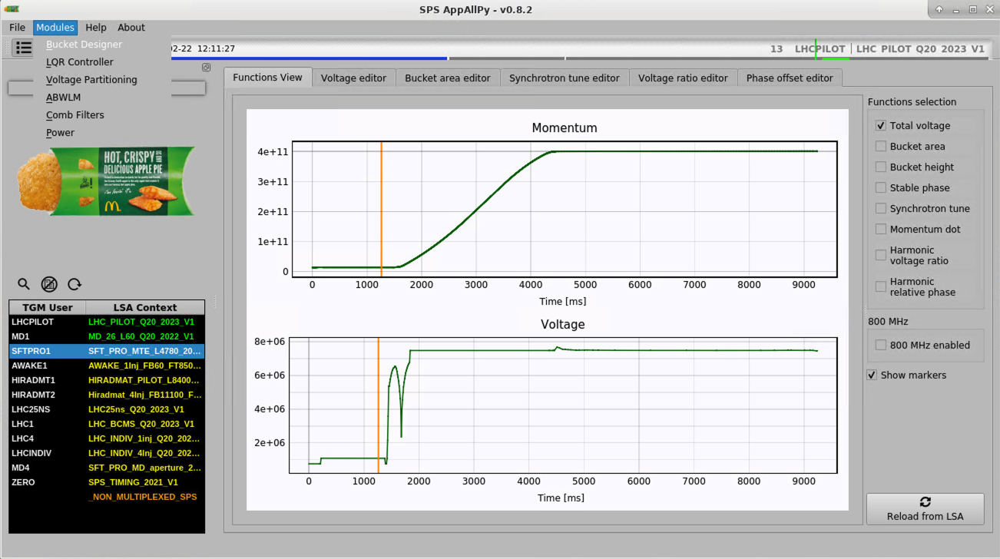 SPS AppAllPy - v0.8.2
File Modules Help About
Bucket Designer
LQR Controller
Voltage Partitioning
ABWLM
Comb Filters
Power
02-22 12:11:27
13 LHCPILOT | LHC PILOT Q20 2023 V1
HOT, CRISPY
AND
DELICIOUS APPLE PIE
TGM User LSA Context
LHCPILOT LHC_PILOT_Q20_2023_V1
MD1 MD_26_L60_Q20_2022_V1
SFTPRO1 SFT_PRO_MTE_L4780_20...
AWAKE1 AWAKE_1Inj_FB60_FT850...
HIRADMT1 HIRADMAT_PILOT_L8400...
HIRADMT2 Hiradmat_4Inj_FB11100_F...
LHC25NS LHC25ns_Q20_2023_V1
LHC1 LHC_BCMS_Q20_2023_V1
LHC4 LHC_INDIV_1inj_Q20_202...
LHCINDIV LHC_INDIV_4Inj_Q20_202...
MD4 SFT_PRO_MD_aperture_2...
ZERO SPS_TIMING_2021_V1
_NON_MULTIPLEXED_SPS
Functions View Voltage editor Bucket area editor Synchrotron tune editor Voltage ratio editor Phase offset editor
Momentum
4e+11
3e+11
2e+11
1e+11
0
0 1000 2000 3000 4000 5000 6000 7000 8000 9000
Time [ms]
Voltage
8e+06
6e+06
4e+06
2e+06
0 1000 2000 3000 4000 5000 6000 7000 8000 9000
Time [ms]
Functions selection
Total voltage
Bucket area
Bucket height
Stable phase
Synchrotron tune
Momentum dot
Harmonic
voltage ratio
Harmonic
relative phase
800 MHz
800 MHz enabled
Show markers
Reload from LSA